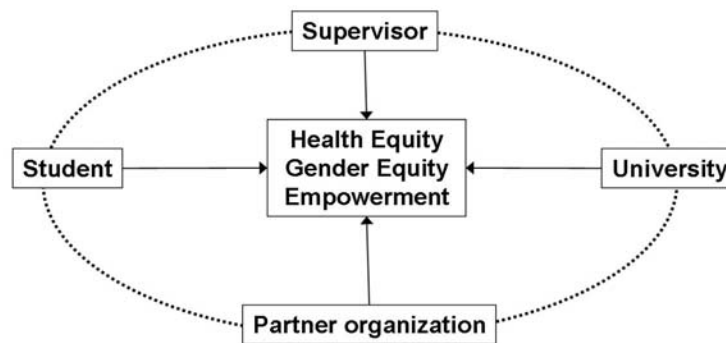 Supervisor
Student
Health Equity
Gender Equity
Empowerment
University
Partner organization